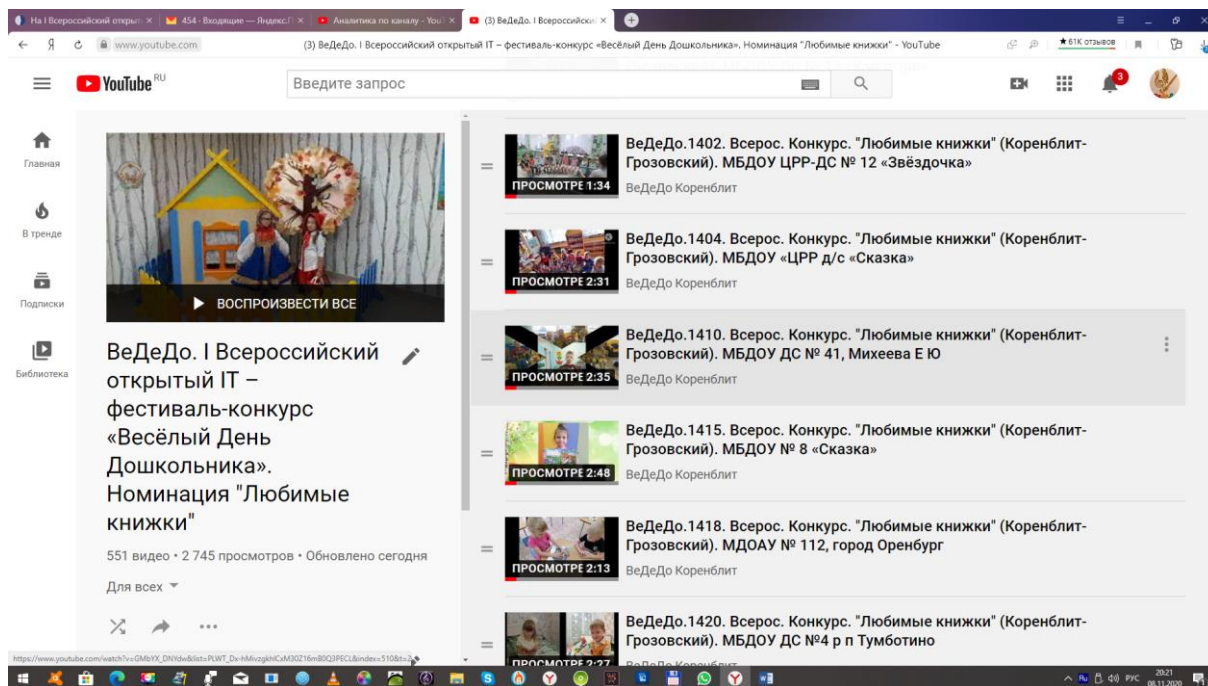 На I Всероссийский открыт
454 · Входящие — Яндекс.П
Аналитика по каналу - You
(3) ВеДеДо. I Всероссийски
Я www.youtube.com (3) ВеДеДо. I Всероссийский открытый IT – фестиваль-конкурс «Весёлый День Дошкольника». Номинация "Любимые книжки" - YouTube ★ 61K отзывов
YouTube RU
Введите запрос
3
Главная
В тренде
Подписки
Библиотека
ВОСПРОИЗВЕСТИ ВСЕ
ВеДеДо. I Всероссийский
открытый IT –
фестиваль-конкурс
«Весёлый День
Дошкольника».
Номинация "Любимые
книжки"
551 видео • 2 745 просмотров • Обновлено сегодня
Для всех
ПРОСМОТРЕ 1:34
ВеДеДо.1402. Всерос. Конкурс. "Любимые книжки" (Коренблит-
Грозовский). МБДОУ ЦРР-ДС № 12 «Звёздочка»
ВеДеДо Коренблит
ПРОСМОТРЕ 2:31
ВеДеДо.1404. Всерос. Конкурс. "Любимые книжки" (Коренблит-
Грозовский). МБДОУ «ЦРР д/с «Сказка»
ВеДеДо Коренблит
ПРОСМОТРЕ 2:35
ВеДеДо.1410. Всерос. Конкурс. "Любимые книжки" (Коренблит-
Грозовский). МБДОУ ДС № 41, Михеева Е Ю
ВеДеДо Коренблит
ПРОСМОТРЕ 2:48
ВеДеДо.1415. Всерос. Конкурс. "Любимые книжки" (Коренблит-
Грозовский). МБДОУ № 8 «Сказка»
ВеДеДо Коренблит
ПРОСМОТРЕ 2:13
ВеДеДо.1418. Всерос. Конкурс. "Любимые книжки" (Коренблит-
Грозовский). МДОАУ № 112, город Оренбург
ВеДеДо Коренблит
ПРОСМОТРЕ 2:27
ВеДеДо.1420. Всерос. Конкурс. "Любимые книжки" (Коренблит-
Грозовский). МБДОУ ДС №4 р п Тумботино
ВеДеДо Коренблит
Ru РУС 20:21
08.11.2020